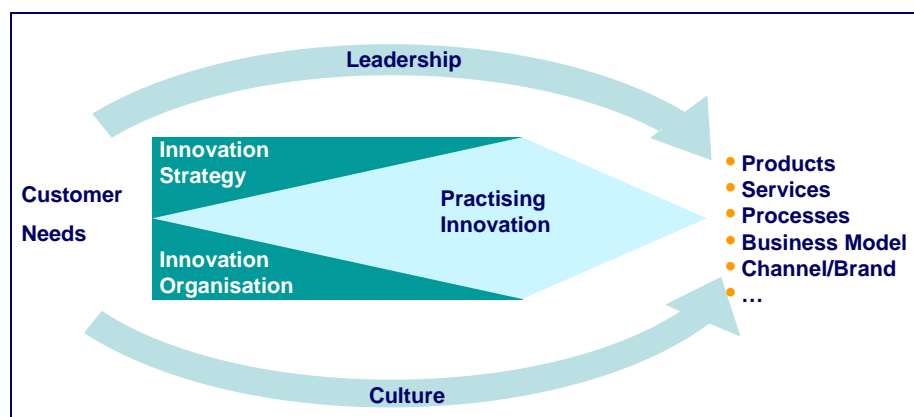 Leadership
Innovation
Strategy
Customer
Needs
Practising
Innovation
Innovation
Organisation
• Products
• Services
• Processes
• Business Model
• Channel/Brand
• ...
Culture